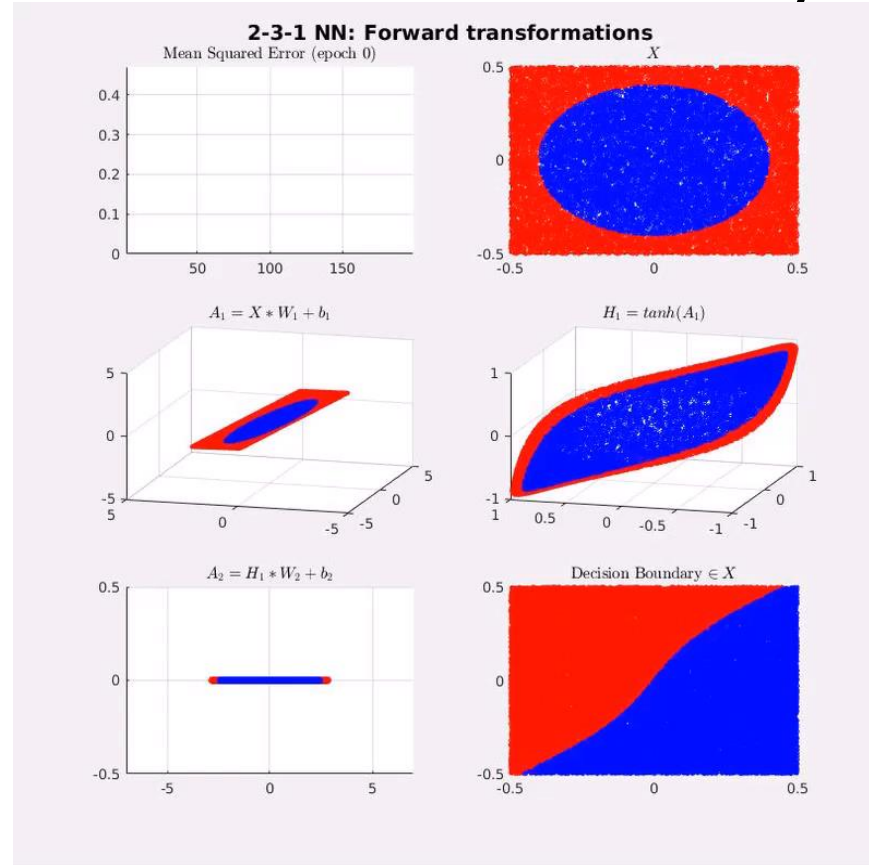 2-3-1 NN: Forward transformations
Mean Squared Error (epoch 0)
0.4
0.3
0.2
0.1
0
50 100 150
X
0.5
0
-0.5
-0.5 0 0.5
A₁ = X * W₁ + b₁
5
0
-5
5 0 -5
-5 0 5
H₁ = tanh(A₁)
1
0
-1
1 0.5 0 -0.5 -1
-1 0 1
A₂ = H₁ * W₂ + b₂
0.5
0
-0.5
-5 0 5
Decision Boundary ∈ X
0.5
0
-0.5
-0.5 0 0.5